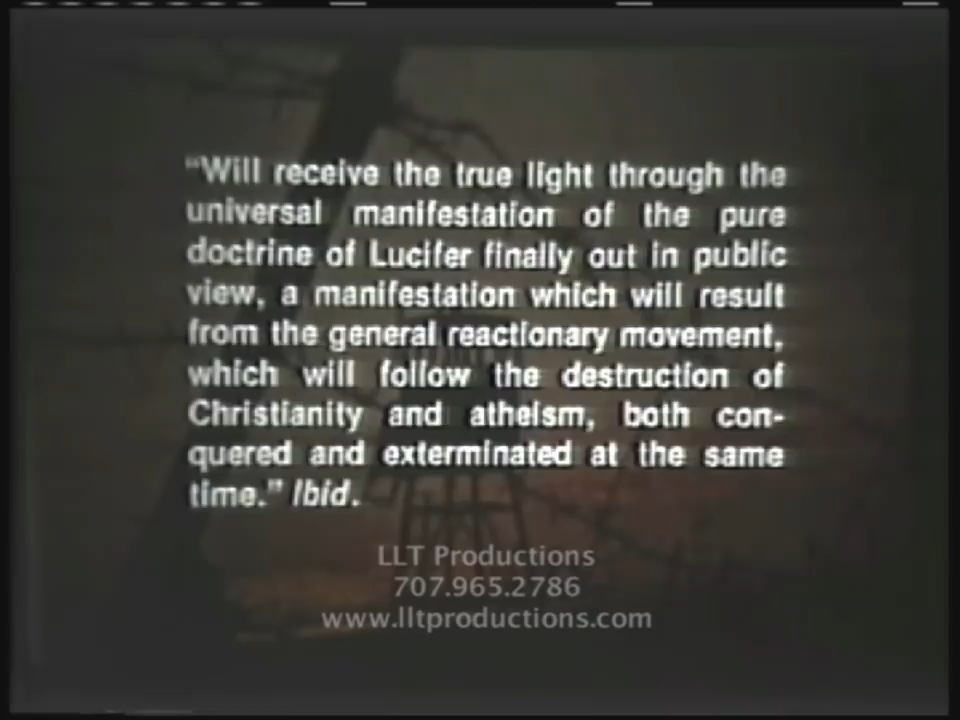 “Will receive the true light through the
universal manifestation of the pure
doctrine of Lucifer finally out in public
view, a manifestation which will result
from the general reactionary movement,
which will follow the destruction of
Christianity and atheism, both con-
quered and exterminated at the same
time.” Ibid.
LLT Productions
707.965.2786
www.lltproductions.com